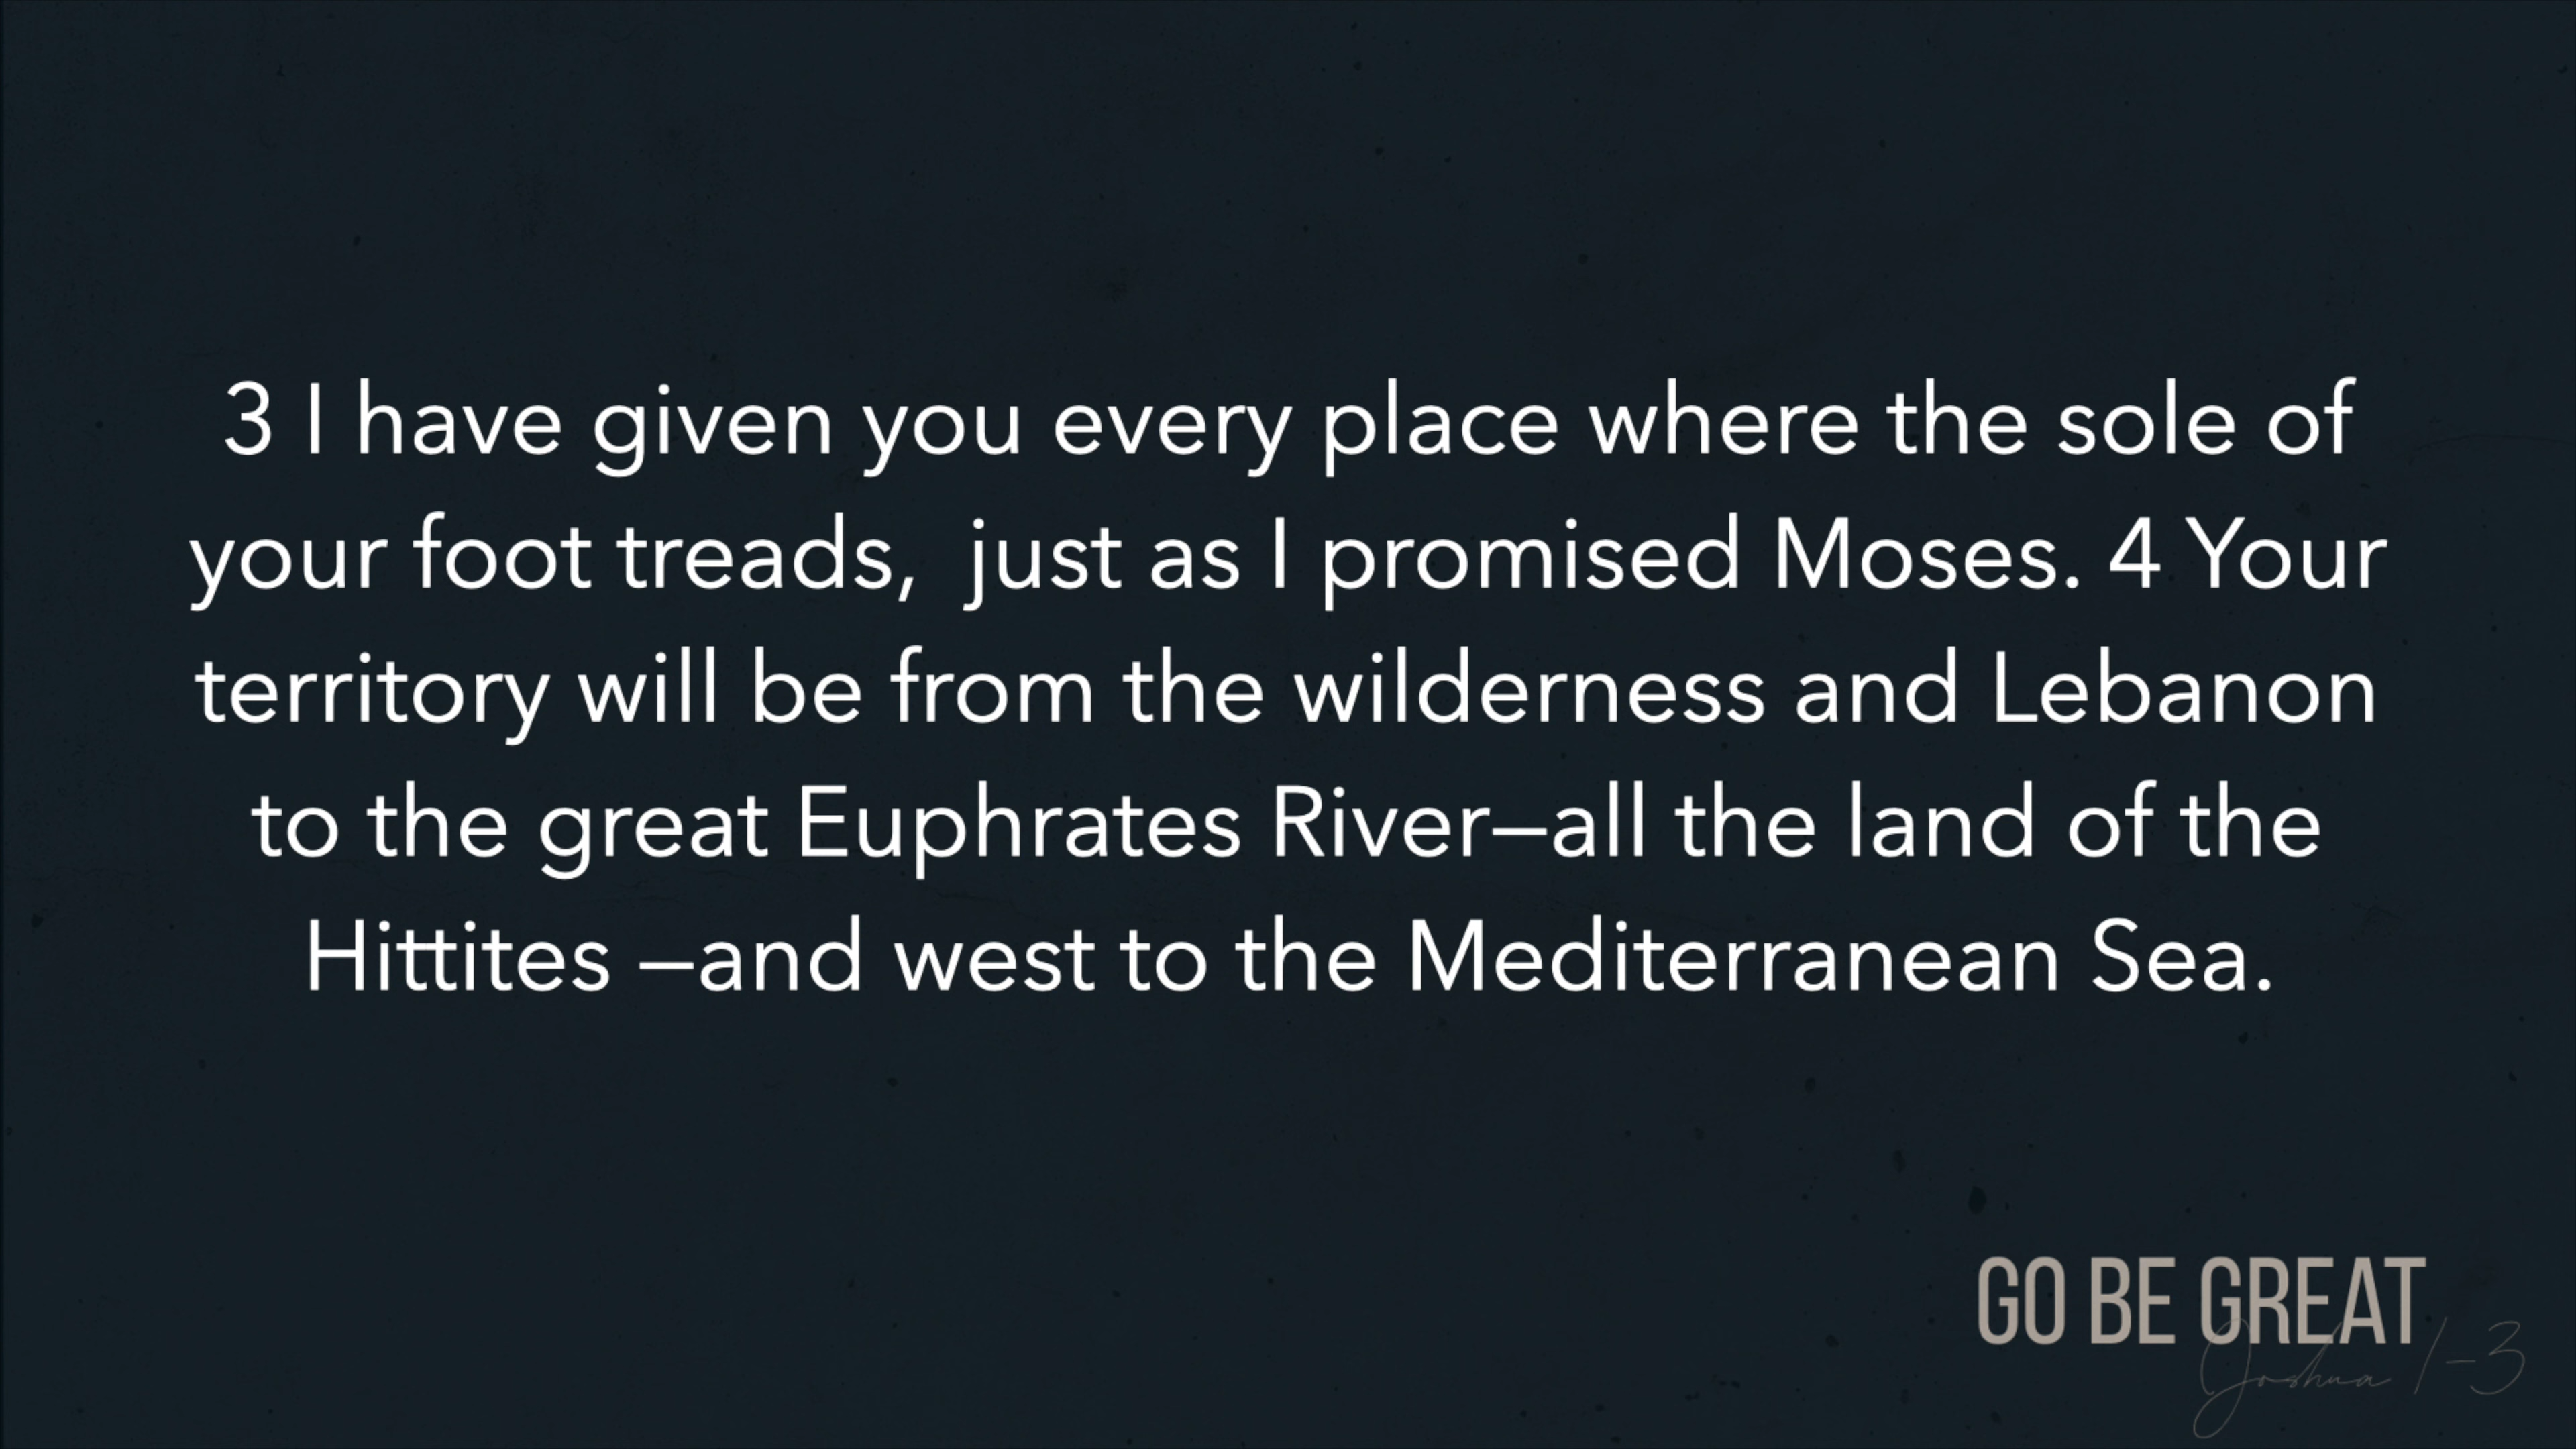 3 I have given you every place where the sole of
your foot treads,  just as I promised Moses. 4 Your
territory will be from the wilderness and Lebanon
to the great Euphrates River–all the land of the
Hittites –and west to the Mediterranean Sea.
GO BE GREAT
Joshua 1-3